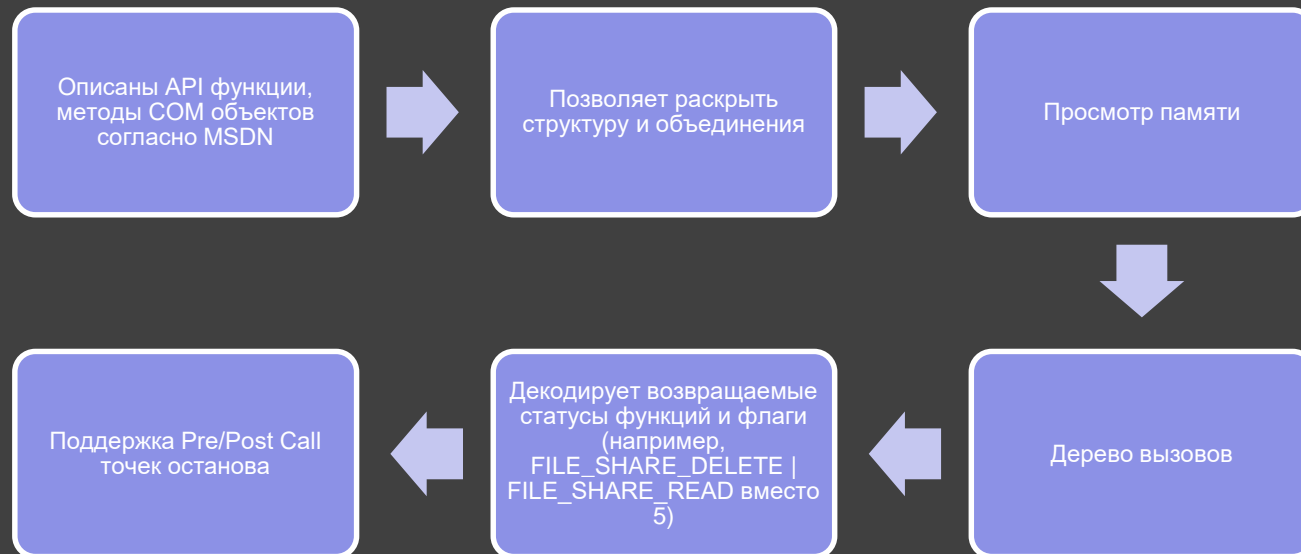 Описаны API функции,
методы COM объектов
согласно MSDN
Позволяет раскрыть
структуру и объединения
Просмотр памяти
Дерево вызовов
Декодирует возвращаемые
статусы функций и флаги
(например,
FILE_SHARE_DELETE |
FILE_SHARE_READ вместо
5)
Поддержка Pre/Post Call
точек останова